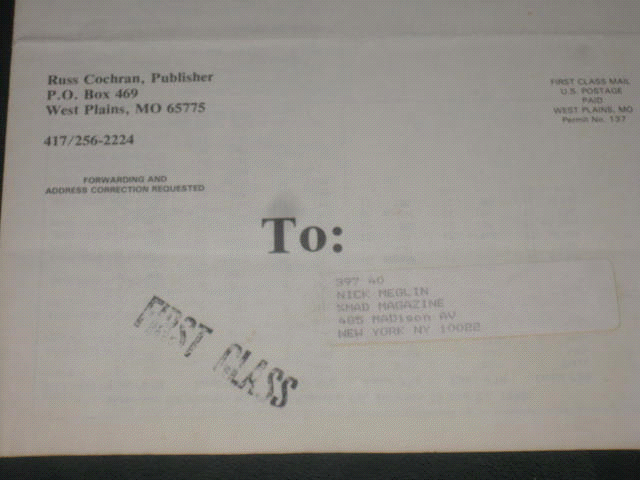 Russ Cochran, Publisher
P.O. Box 469
West Plains, MO 65775
417/256-2224
FORWARDING AND
ADDRESS CORRECTION REQUESTED
FIRST CLASS MAIL
U.S. POSTAGE
PAID
WEST PLAINS, MO
Permit No. 137
To:
397 40
NICK MEGLIN
%MAD MAGAZINE
485 MADison AV
NEW YORK NY 10022
FIRST CLASS